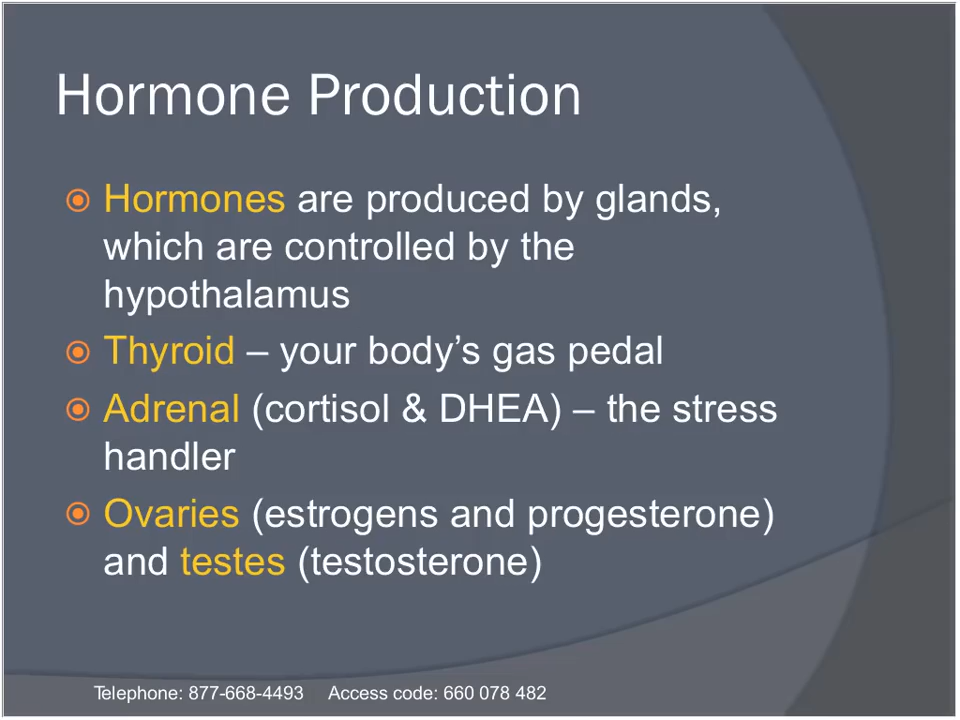 Hormone Production
Hormones are produced by glands,
which are controlled by the
hypothalamus
Thyroid – your body’s gas pedal
Adrenal (cortisol & DHEA) – the stress
handler
Ovaries (estrogens and progesterone)
and testes (testosterone)
Telephone: 877-668-4493 Access code: 660 078 482